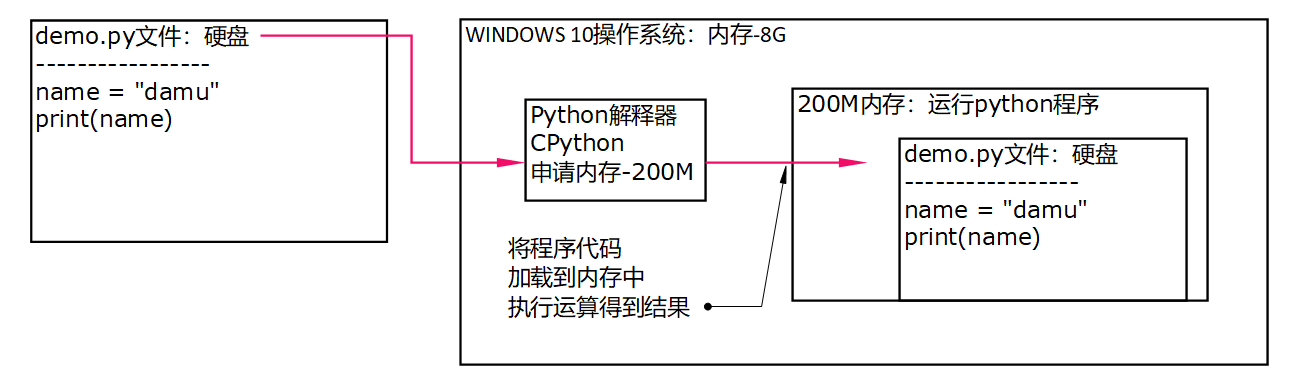 demo.py文件：硬盘
-----------------
name = "damu"
print(name)
WINDOWS 10操作系统：内存-8G
Python解释器
CPython
申请内存-200M
将程序代码
加载到内存中
执行运算得到结果
200M内存：运行python程序
demo.py文件：硬盘
-----------------
name = "damu"
print(name)